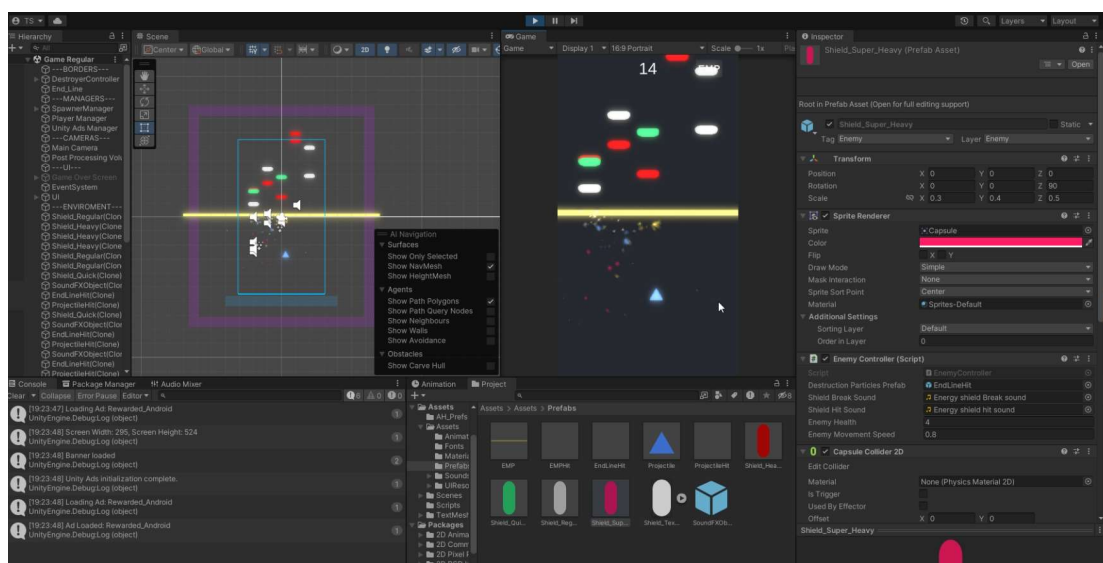 TS
Layers
Layout
Hierarchy
All
Game Regular
---BORDERS---
DestroyerController
End_Line
---MANAGERS---
SpawnerManager
Player Manager
Unity Ads Manager
---CAMERAS---
Main Camera
Post Processing Volu
---UI---
Game Over Screen
EventSystem
UI
---ENVIROMENT---
Shield_Regular(Clon
Shield_Heavy(Clone
Shield_Heavy(Clone
Shield_Heavy(Clone
Shield_Regular(Clon
Shield_Regular(Clon
Shield_Quick(Clone)
SoundFXObject(Clor
EndLineHit(Clone)
ProjectileHit(Clone)
Shield_Quick(Clone)
SoundFXObject(Clor
EndLineHit(Clone)
ProjectileHit(Clone)
SoundFXObject(Clor
EndLineHit(Clone)
ProjectileHit(Clone)
Scene
Center
Global
2D
AI Navigation
Surfaces
Show Only Selected
Show NavMesh
Show HeightMesh
Agents
Show Path Polygons
Show Path Query Nodes
Show Neighbours
Show Walls
Show Avoidance
Obstacles
Show Carve Hull
Game
Game
Display 1
16:9 Portrait
Scale
1x
Pla
14
EMP
Inspector
Shield_Super_Heavy (Prefab Asset)
Open
Root in Prefab Asset (Open for full editing support)
Shield_Super_Heavy
Static
Tag Enemy
Layer Enemy
Transform
Position X 0 Y 0 Z 0
Rotation X 0 Y 0 Z 90
Scale X 0.3 Y 0.4 Z 0.5
Sprite Renderer
Sprite Capsule
Color
Flip X Y
Draw Mode Simple
Mask Interaction None
Sprite Sort Point Center
Material Sprites-Default
Additional Settings
Sorting Layer Default
Order in Layer 0
Enemy Controller (Script)
Script EnemyController
Destruction Particles Prefab EndLineHit
Shield Break Sound Energy shield Break sound
Shield Hit Sound Energy shield hit sound
Enemy Health 4
Enemy Movement Speed 0.8
Capsule Collider 2D
Edit Collider
Material None (Physics Material 2D)
Is Trigger
Used By Effector
Offset X 0 Y 0
Shield_Super_Heavy
Console
Package Manager
Audio Mixer
Clear
Collapse
Error Pause
Editor
6
0
0
[19:23:47] Loading Ad: Rewarded_Android
UnityEngine.Debug:Log (object)
1
[19:23:48] Screen Width: 295, Screen Height: 524
UnityEngine.Debug:Log (object)
1
[19:23:48] Banner loaded
UnityEngine.Debug:Log (object)
2
[19:23:48] Unity Ads initialization complete.
UnityEngine.Debug:Log (object)
1
[19:23:48] Loading Ad: Rewarded_Android
UnityEngine.Debug:Log (object)
1
[19:23:48] Ad Loaded: Rewarded_Android
UnityEngine.Debug:Log (object)
1
Animation
Project
8
Assets
AH_Prefs
Assets
Animat
Fonts
Materia
Prefab
Sounds
UIReso
Scenes
Scripts
TextMesh
Packages
2D Anima
2D Comm
2D Pixel F
Assets > Assets > Prefabs
EMP
EMPHit
EndLineHit
Projectile
ProjectileHit
Shield_Hea...
Shield_Qui...
Shield_Reg...
Shield_Sup...
Shield_Tes...
SoundFXOb...